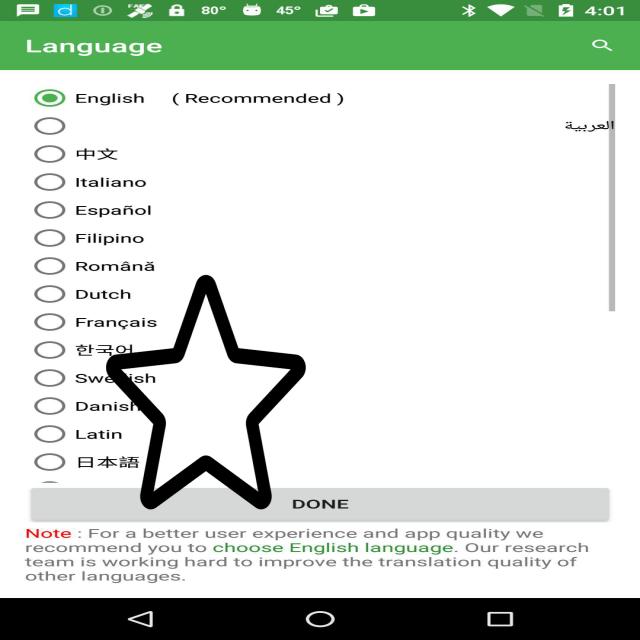 80° 45° 4:01
Language
English ( Recommended )
العربية
中文
Italiano
Español
Filipino
Română
Dutch
Français
한국어
Swedish
Danish
Latin
日本語
DONE
Note : For a better user experience and app quality we
recommend you to choose English language. Our research
team is working hard to improve the translation quality of
other languages.